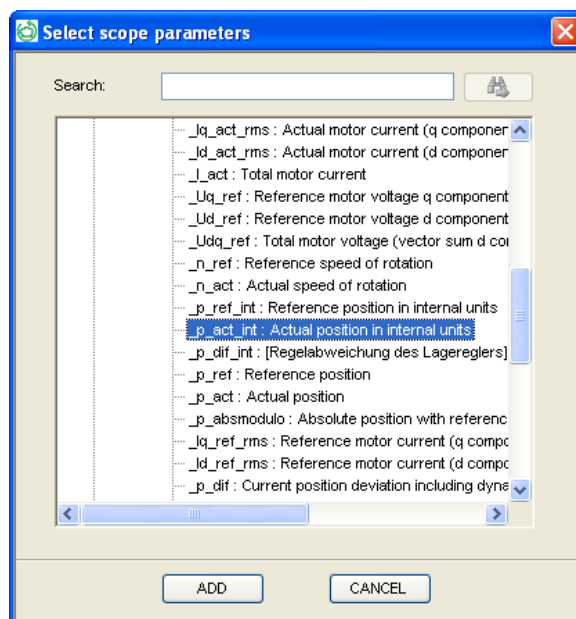 Select scope parameters
Search:
_Iq_act_rms : Actual motor current (q componen
_Id_act_rms : Actual motor current (d componen
_I_act : Total motor current
_Uq_ref : Reference motor voltage q component
_Ud_ref : Reference motor voltage d component
_Udq_ref : Total motor voltage (vector sum d co
_n_ref : Reference speed of rotation
_n_act : Actual speed of rotation
_p_ref_int : Reference position in internal units
_p_act_int : Actual position in internal units
_p_dif_int : [Regelabweichung des Lagereglers]
_p_ref : Reference position
_p_act : Actual position
_p_absmodulo : Absolute position with referenc
_Iq_ref_rms : Reference motor current (q compo
_Id_ref_rms : Reference motor current (d compo
_p_dif : Current position deviation including dyna
ADD
CANCEL